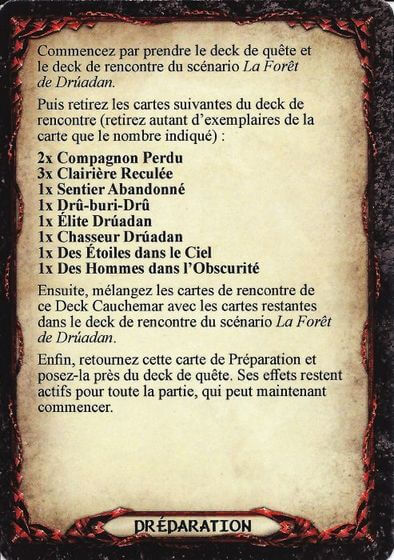 Commencez par prendre le deck de quête et
le deck de rencontre du scénario La Forêt
de Drúadan.
Puis retirez les cartes suivantes du deck de
rencontre (retirez autant d'exemplaires de la
carte que le nombre indiqué) :
2x Compagnon Perdu
3x Clairière Reculée
1x Sentier Abandonné
1x Drû-buri-Drû
1x Élite Drúadan
1x Chasseur Drúadan
1x Des Étoiles dans le Ciel
1x Des Hommes dans l'Obscurité
Ensuite, mélangez les cartes de rencontre de
ce Deck Cauchemar avec les cartes restantes
dans le deck de rencontre du scénario La Forêt
de Drúadan.
Enfin, retournez cette carte de Préparation et
posez-la près du deck de quête. Ses effets restent
actifs pour toute la partie, qui peut maintenant
commencer.
PRÉPARATION